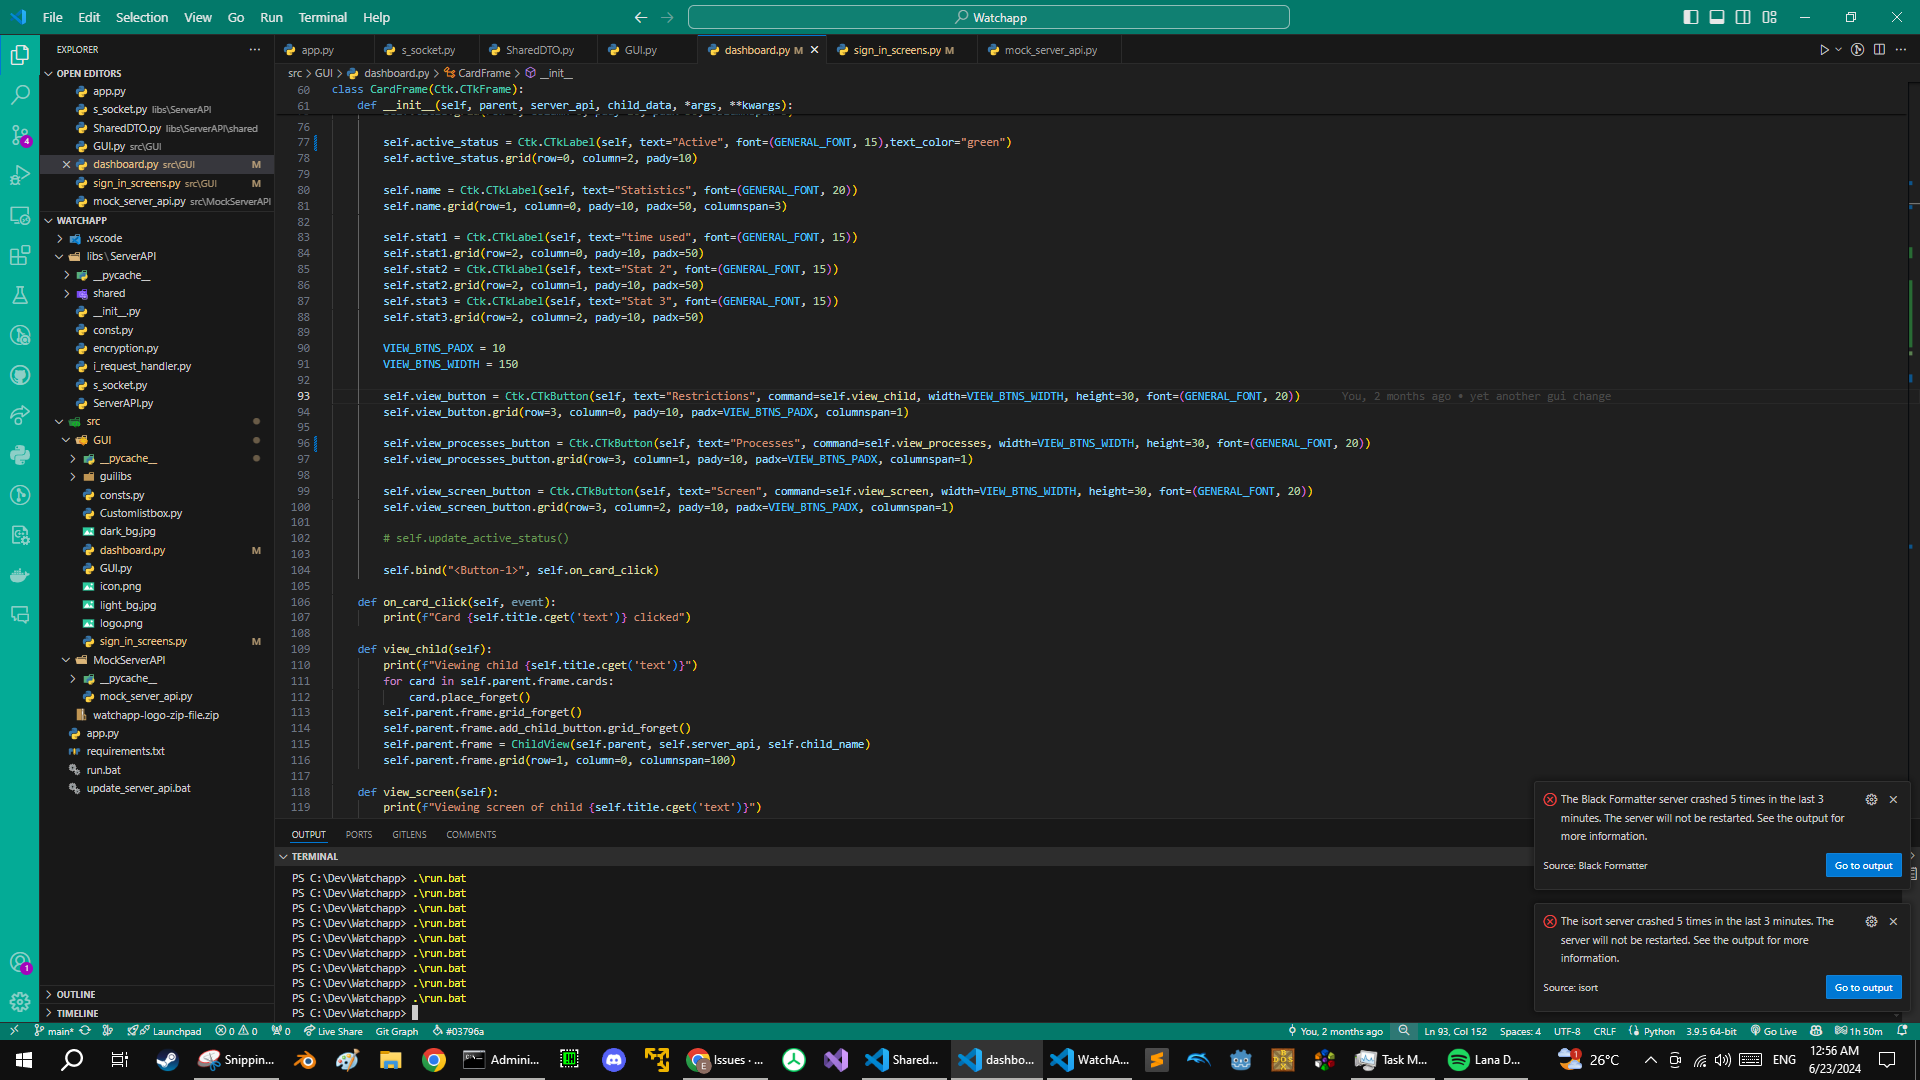 File Edit Selection View Go Run Terminal Help
Watchapp
EXPLORER
OPEN EDITORS
app.py
s_socket.py libs\ServerAPI
SharedDTO.py libs\ServerAPI\shared
GUI.py src\GUI
dashboard.py src\GUI M
sign_in_screens.py src\GUI M
mock_server_api.py src\MockServerAPI
WATCHAPP
.vscode
libs\ServerAPI
__pycache__
shared
__init__.py
const.py
encryption.py
i_request_handler.py
s_socket.py
ServerAPI.py
src
GUI
__pycache__
guilibs
consts.py
Customlistbox.py
dark_bg.jpg
dashboard.py M
GUI.py
icon.png
light_bg.jpg
logo.png
sign_in_screens.py M
MockServerAPI
__pycache__
mock_server_api.py
watchapp-logo-zip-file.zip
app.py
requirements.txt
run.bat
update_server_api.bat
OUTLINE
TIMELINE
app.py s_socket.py SharedDTO.py GUI.py dashboard.py M sign_in_screens.py M mock_server_api.py
src > GUI > dashboard.py > CardFrame > __init__
60 class CardFrame(Ctk.CTkFrame):
61 def __init__(self, parent, server_api, child_data, *args, **kwargs):
76
77 self.active_status = Ctk.CTkLabel(self, text="Active", font=(GENERAL_FONT, 15),text_color="green")
78 self.active_status.grid(row=0, column=2, pady=10)
79
80 self.name = Ctk.CTkLabel(self, text="Statistics", font=(GENERAL_FONT, 20))
81 self.name.grid(row=1, column=0, pady=10, padx=50, columnspan=3)
82
83 self.stat1 = Ctk.CTkLabel(self, text="time used", font=(GENERAL_FONT, 15))
84 self.stat1.grid(row=2, column=0, pady=10, padx=50)
85 self.stat2 = Ctk.CTkLabel(self, text="Stat 2", font=(GENERAL_FONT, 15))
86 self.stat2.grid(row=2, column=1, pady=10, padx=50)
87 self.stat3 = Ctk.CTkLabel(self, text="Stat 3", font=(GENERAL_FONT, 15))
88 self.stat3.grid(row=2, column=2, pady=10, padx=50)
89
90 VIEW_BTNS_PADX = 10
91 VIEW_BTNS_WIDTH = 150
92
93 self.view_button = Ctk.CTkButton(self, text="Restrictions", command=self.view_child, width=VIEW_BTNS_WIDTH, height=30, font=(GENERAL_FONT, 20)) You, 2 months ago • yet another gui change
94 self.view_button.grid(row=3, column=0, pady=10, padx=VIEW_BTNS_PADX, columnspan=1)
95
96 self.view_processes_button = Ctk.CTkButton(self, text="Processes", command=self.view_processes, width=VIEW_BTNS_WIDTH, height=30, font=(GENERAL_FONT, 20))
97 self.view_processes_button.grid(row=3, column=1, pady=10, padx=VIEW_BTNS_PADX, columnspan=1)
98
99 self.view_screen_button = Ctk.CTkButton(self, text="Screen", command=self.view_screen, width=VIEW_BTNS_WIDTH, height=30, font=(GENERAL_FONT, 20))
100 self.view_screen_button.grid(row=3, column=2, pady=10, padx=VIEW_BTNS_PADX, columnspan=1)
101
102 # self.update_active_status()
103
104 self.bind("<Button-1>", self.on_card_click)
105
106 def on_card_click(self, event):
107 print(f"Card {self.title.cget('text')} clicked")
108
109 def view_child(self):
110 print(f"Viewing child {self.title.cget('text')}")
111 for card in self.parent.frame.cards:
112 card.place_forget()
113 self.parent.frame.grid_forget()
114 self.parent.frame.add_child_button.grid_forget()
115 self.parent.frame = ChildView(self.parent, self.server_api, self.child_name)
116 self.parent.frame.grid(row=1, column=0, columnspan=100)
117
118 def view_screen(self):
119 print(f"Viewing screen of child {self.title.cget('text')}")
OUTPUT PORTS GITLENS COMMENTS
TERMINAL
PS C:\Dev\Watchapp> .\run.bat
PS C:\Dev\Watchapp> .\run.bat
PS C:\Dev\Watchapp> .\run.bat
PS C:\Dev\Watchapp> .\run.bat
PS C:\Dev\Watchapp> .\run.bat
PS C:\Dev\Watchapp> .\run.bat
PS C:\Dev\Watchapp> .\run.bat
PS C:\Dev\Watchapp> .\run.bat
PS C:\Dev\Watchapp> .\run.bat
PS C:\Dev\Watchapp>
The Black Formatter server crashed 5 times in the last 3
minutes. The server will not be restarted. See the output for
more information.
Source: Black Formatter Go to output
The isort server crashed 5 times in the last 3 minutes. The
server will not be restarted. See the output for more
information.
Source: isort Go to output
4
1
main* Launchpad 0 0 0 Live Share Git Graph #03796a You, 2 months ago Ln 93, Col 152 Spaces: 4 UTF-8 CRLF Python 3.9.5 64-bit Go Live 1h 50m
Snippin... Admini... Issues · ... Shared... dashbo... WatchA... Task M... Lana D... 1 26°C ENG 12:56 AM
6/23/2024